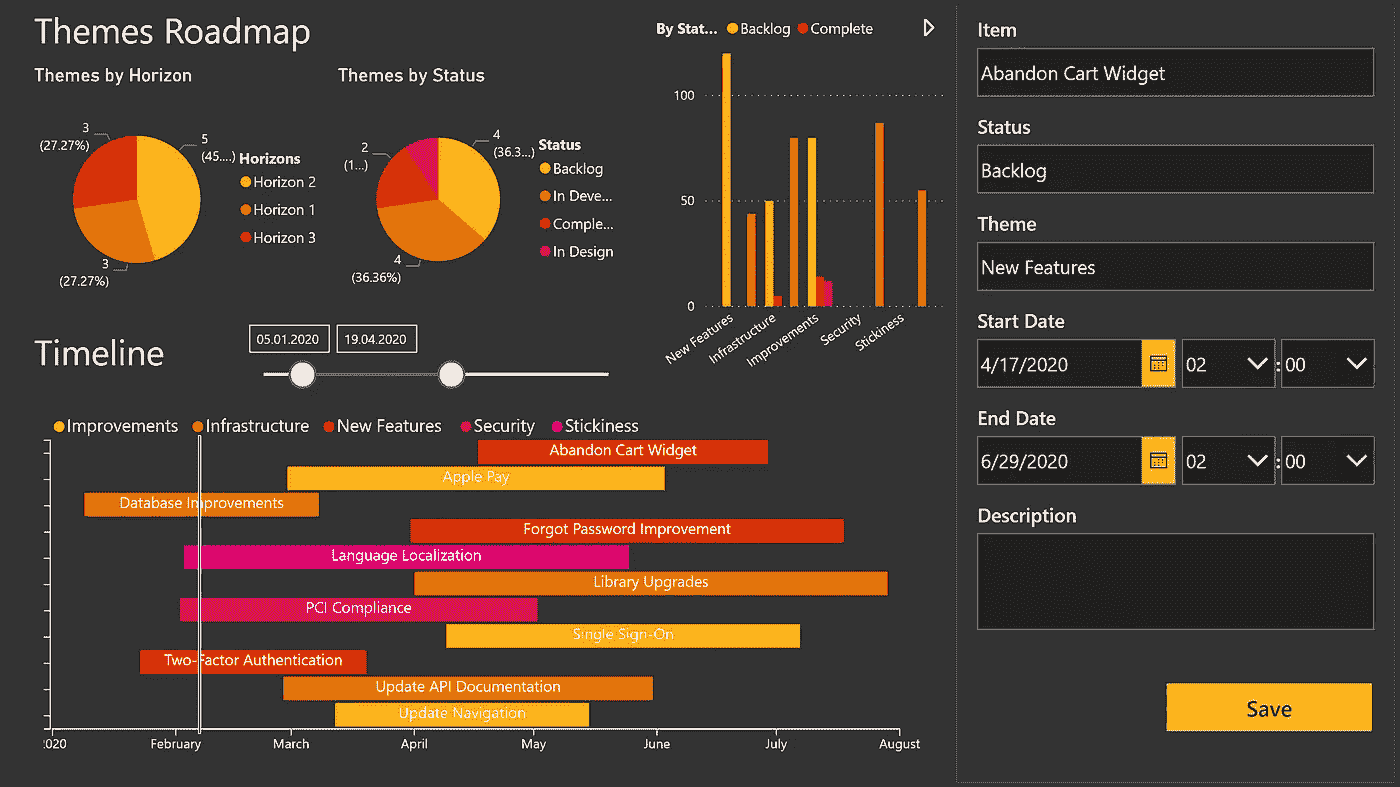 Themes Roadmap
Themes by Horizon
3
(27.27%)
5
(45....)
3
(27.27%)
Horizons
Horizon 2
Horizon 1
Horizon 3
Themes by Status
2
(1...)
4
(36.3...)
4
(36.36%)
Status
Backlog
In Deve...
Comple...
In Design
By Stat... Backlog Complete
100
50
0
New Features
Infrastructure
Improvements
Security
Stickiness
Timeline
05.01.2020 19.04.2020
Improvements Infrastructure New Features Security Stickiness
Abandon Cart Widget
Apple Pay
Database Improvements
Forgot Password Improvement
Language Localization
Library Upgrades
PCI Compliance
Single Sign-On
Two-Factor Authentication
Update API Documentation
Update Navigation
2020 February March April May June July August
Item
Abandon Cart Widget
Status
Backlog
Theme
New Features
Start Date
4/17/2020 02 : 00
End Date
6/29/2020 02 : 00
Description
Save